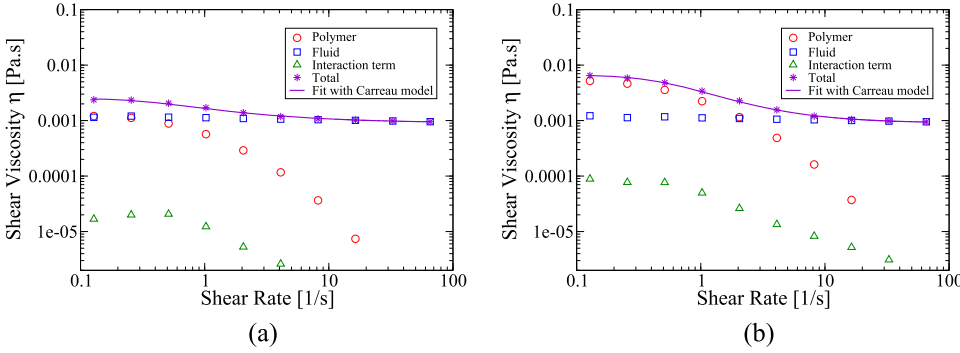 0.1
0.01
0.001
0.0001
1e-05
Shear Viscosity η [Pa.s]
Polymer
Fluid
Interaction term
Total
Fit with Carreau model
0.1
1
10
100
Shear Rate [1/s]
(a)
0.1
0.01
0.001
0.0001
1e-05
Shear Viscosity η [Pa.s]
Polymer
Fluid
Interaction term
Total
Fit with Carreau model
0.1
1
10
100
Shear Rate [1/s]
(b)